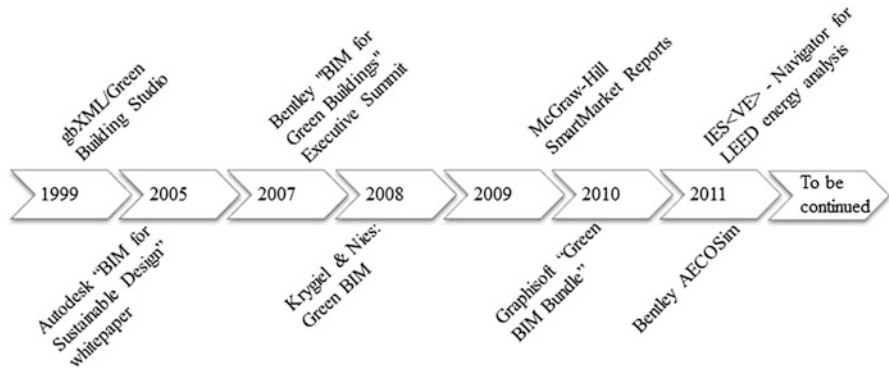 gbXML/Green
Building Studio
Bentley "BIM for
Green Buildings"
Executive Summit
McGraw-Hill
SmartMarket Reports
IES<VE> - Navigator for
LEED energy analysis
1999
2005
2007
2008
2009
2010
2011
To be
continued
Autodesk “BIM for
Sustainable Design”
whitepaper
Krygiel & Nies:
Green BIM
Graphisoft “Green
BIM Bundle”
Bentley AECOSim